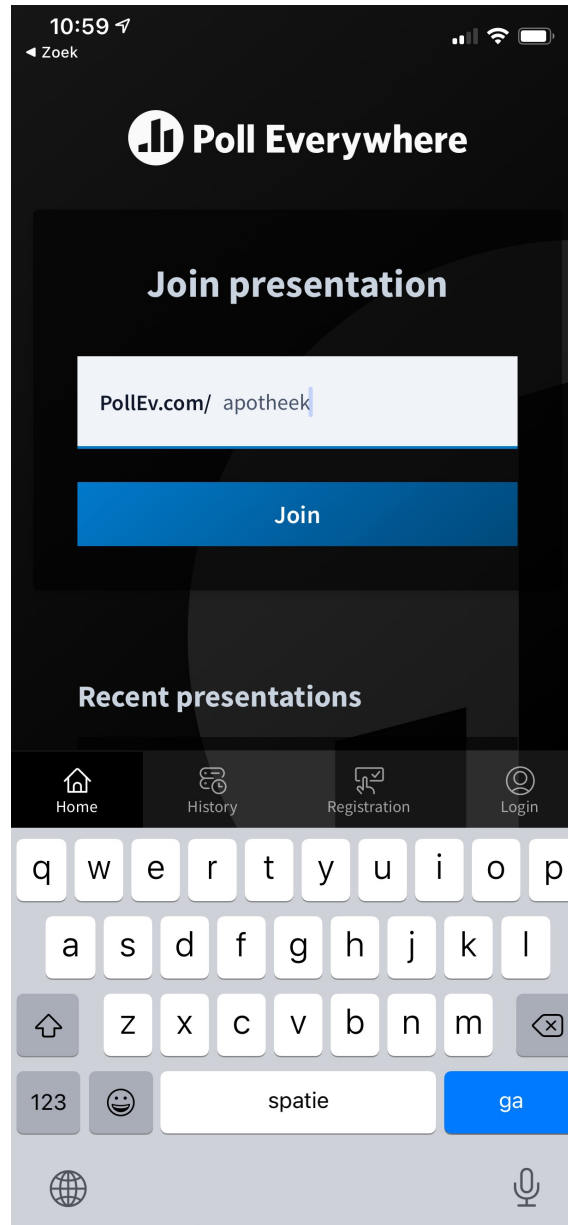 10:59
◀ Zoek
Poll Everywhere
Join presentation
PollEv.com/ apotheek
Join
Recent presentations
Home History Registration Login
q w e r t y u i o p
a s d f g h j k l
z x c v b n m
123 spatie ga